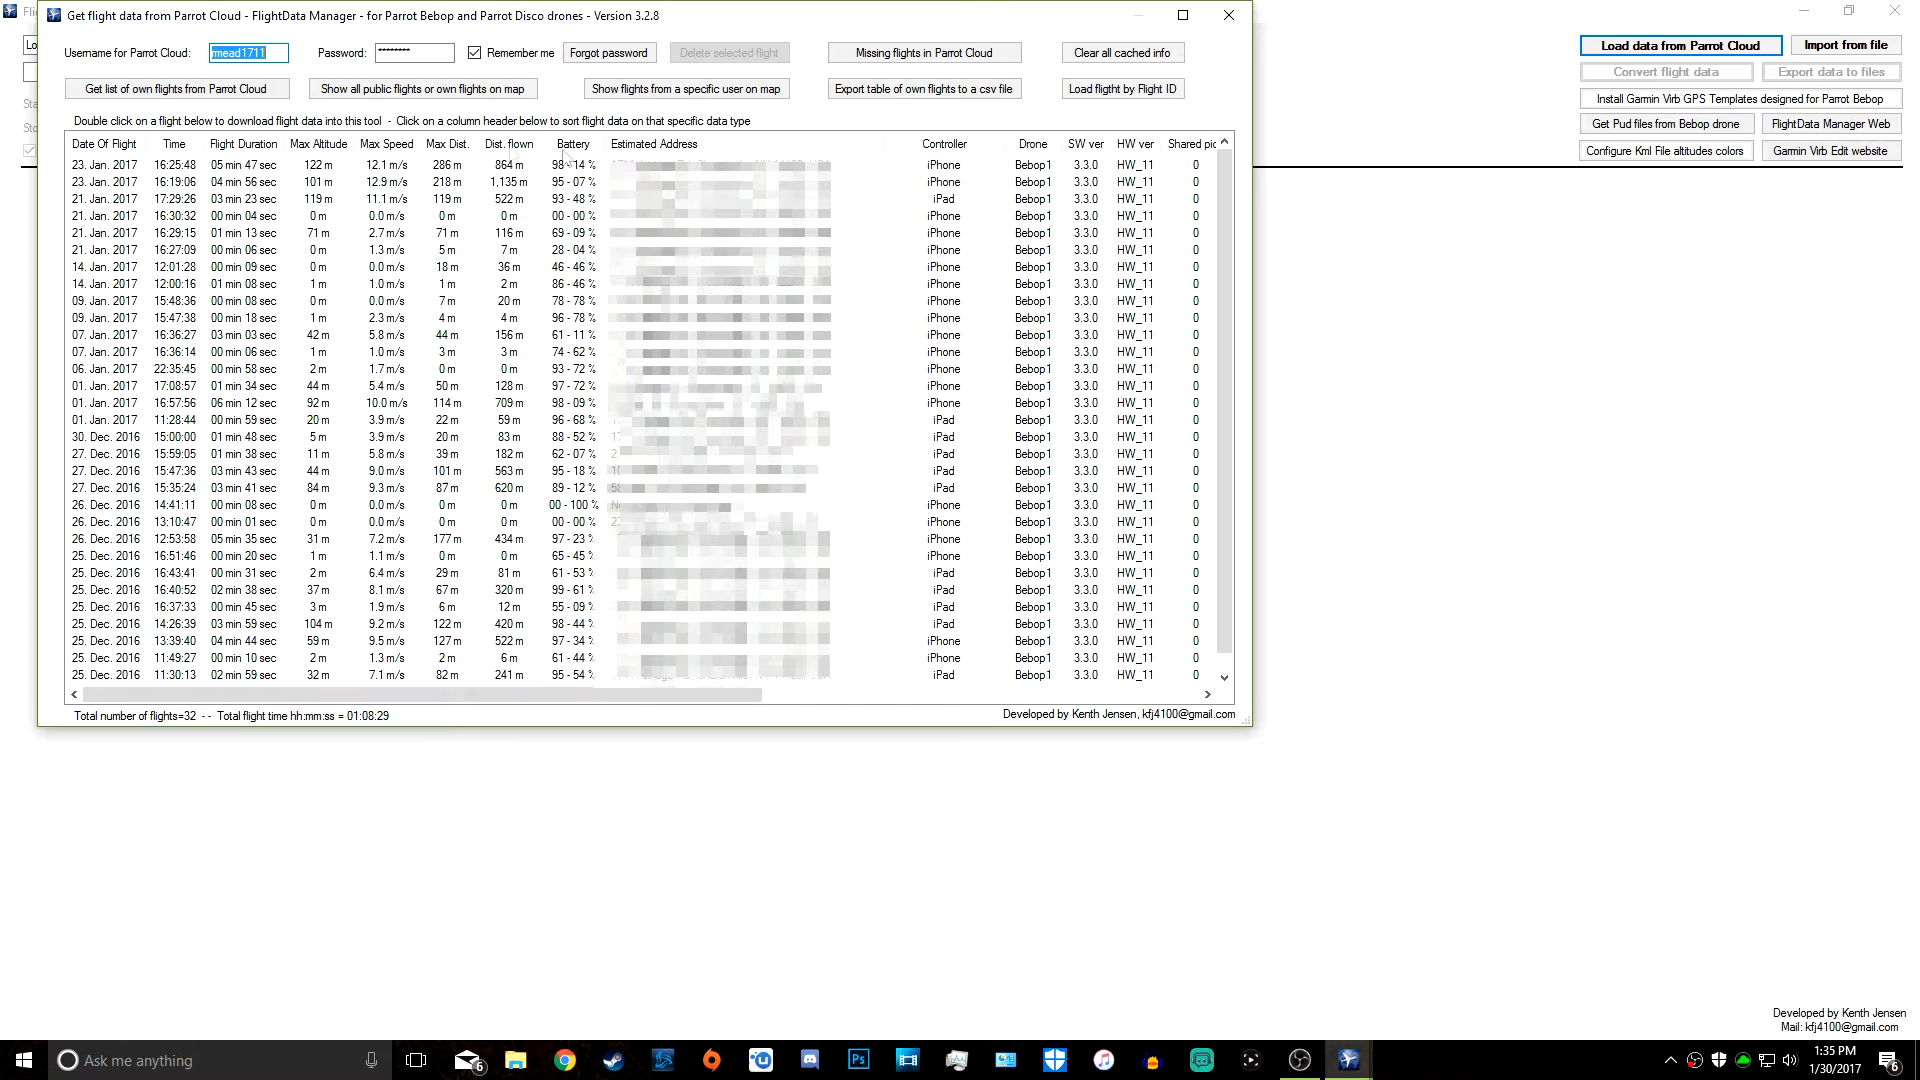 Get flight data from Parrot Cloud - FlightData Manager - for Parrot Bebop and Parrot Disco drones - Version 3.2.8
Username for Parrot Cloud: mead1711 Password: ******** Remember me Forgot password Delete selected flight Missing flights in Parrot Cloud Clear all cached info
Get list of own flights from Parrot Cloud Show all public flights or own flights on map Show flights from a specific user on map Export table of own flights to a csv file Load fligtht by Flight ID
Double click on a flight below to download flight data into this tool - Click on a column header below to sort flight data on that specific data type
Date Of Flight Time Flight Duration Max Altitude Max Speed Max Dist. Dist. flown Battery Estimated Address Controller Drone SW ver HW ver Shared pic
23. Jan. 2017 16:25:48 05 min 47 sec 122 m 12.1 m/s 286 m 864 m 98 - 14 % iPhone Bebop1 3.3.0 HW_11 0
23. Jan. 2017 16:19:06 04 min 56 sec 101 m 12.9 m/s 218 m 1,135 m 95 - 07 % iPhone Bebop1 3.3.0 HW_11 0
21. Jan. 2017 17:29:26 03 min 23 sec 119 m 11.1 m/s 119 m 522 m 93 - 48 % iPad Bebop1 3.3.0 HW_11 0
21. Jan. 2017 16:30:32 00 min 04 sec 0 m 0.0 m/s 0 m 0 m 00 - 00 % iPhone Bebop1 3.3.0 HW_11 0
21. Jan. 2017 16:29:15 01 min 13 sec 71 m 2.7 m/s 71 m 116 m 69 - 09 % iPhone Bebop1 3.3.0 HW_11 0
21. Jan. 2017 16:27:09 00 min 06 sec 0 m 1.3 m/s 5 m 7 m 28 - 04 % iPhone Bebop1 3.3.0 HW_11 0
14. Jan. 2017 12:01:28 00 min 09 sec 0 m 0.0 m/s 18 m 36 m 46 - 46 % iPhone Bebop1 3.3.0 HW_11 0
14. Jan. 2017 12:00:16 01 min 08 sec 1 m 1.0 m/s 1 m 2 m 86 - 46 % iPhone Bebop1 3.3.0 HW_11 0
09. Jan. 2017 15:48:36 00 min 08 sec 0 m 0.0 m/s 7 m 20 m 78 - 78 % iPhone Bebop1 3.3.0 HW_11 0
09. Jan. 2017 15:47:38 00 min 18 sec 1 m 2.3 m/s 4 m 4 m 96 - 78 % iPhone Bebop1 3.3.0 HW_11 0
07. Jan. 2017 16:36:27 03 min 03 sec 42 m 5.8 m/s 44 m 156 m 61 - 11 % iPhone Bebop1 3.3.0 HW_11 0
07. Jan. 2017 16:36:14 00 min 06 sec 1 m 1.0 m/s 3 m 3 m 74 - 62 % iPhone Bebop1 3.3.0 HW_11 0
06. Jan. 2017 22:35:45 00 min 58 sec 2 m 1.7 m/s 0 m 0 m 93 - 72 % iPhone Bebop1 3.3.0 HW_11 0
01. Jan. 2017 17:08:57 01 min 34 sec 44 m 5.4 m/s 50 m 128 m 97 - 72 % iPhone Bebop1 3.3.0 HW_11 0
01. Jan. 2017 16:57:56 06 min 12 sec 92 m 10.0 m/s 114 m 709 m 98 - 09 % iPhone Bebop1 3.3.0 HW_11 0
01. Jan. 2017 11:28:44 00 min 59 sec 20 m 3.9 m/s 22 m 59 m 96 - 68 % iPad Bebop1 3.3.0 HW_11 0
30. Dec. 2016 15:00:00 01 min 48 sec 5 m 3.9 m/s 20 m 83 m 88 - 52 % iPad Bebop1 3.3.0 HW_11 0
27. Dec. 2016 15:59:05 01 min 38 sec 11 m 5.8 m/s 39 m 182 m 62 - 07 % iPad Bebop1 3.3.0 HW_11 0
27. Dec. 2016 15:47:36 03 min 43 sec 44 m 9.0 m/s 101 m 563 m 95 - 18 % iPad Bebop1 3.3.0 HW_11 0
27. Dec. 2016 15:35:24 03 min 41 sec 84 m 9.3 m/s 87 m 620 m 89 - 12 % iPad Bebop1 3.3.0 HW_11 0
26. Dec. 2016 14:41:11 00 min 08 sec 0 m 0.0 m/s 0 m 0 m 00 - 100 % iPhone Bebop1 3.3.0 HW_11 0
26. Dec. 2016 13:10:47 00 min 01 sec 0 m 0.0 m/s 0 m 0 m 00 - 00 % iPhone Bebop1 3.3.0 HW_11 0
26. Dec. 2016 12:53:58 05 min 35 sec 31 m 7.2 m/s 177 m 434 m 97 - 23 % iPhone Bebop1 3.3.0 HW_11 0
25. Dec. 2016 16:51:46 00 min 20 sec 1 m 1.1 m/s 0 m 0 m 65 - 45 % iPhone Bebop1 3.3.0 HW_11 0
25. Dec. 2016 16:43:41 00 min 31 sec 2 m 6.4 m/s 29 m 81 m 61 - 53 % iPad Bebop1 3.3.0 HW_11 0
25. Dec. 2016 16:40:52 02 min 38 sec 37 m 8.1 m/s 67 m 320 m 99 - 61 % iPad Bebop1 3.3.0 HW_11 0
25. Dec. 2016 16:37:33 00 min 45 sec 3 m 1.9 m/s 6 m 12 m 55 - 09 % iPad Bebop1 3.3.0 HW_11 0
25. Dec. 2016 14:26:39 03 min 59 sec 104 m 9.2 m/s 122 m 420 m 98 - 44 % iPad Bebop1 3.3.0 HW_11 0
25. Dec. 2016 13:39:40 04 min 44 sec 59 m 9.5 m/s 127 m 522 m 97 - 34 % iPhone Bebop1 3.3.0 HW_11 0
25. Dec. 2016 11:49:27 00 min 10 sec 2 m 1.3 m/s 2 m 6 m 61 - 44 % iPhone Bebop1 3.3.0 HW_11 0
25. Dec. 2016 11:30:13 02 min 59 sec 32 m 7.1 m/s 82 m 241 m 95 - 54 % iPad Bebop1 3.3.0 HW_11 0
Total number of flights=32 -- Total flight time hh:mm:ss = 01:08:29 Developed by Kenth Jensen, kfj4100@gmail.com
Load data from Parrot Cloud Import from file
Convert flight data Export data to files
Install Garmin Virb GPS Templates designed for Parrot Bebop
Get Pud files from Bebop drone FlightData Manager Web
Configure Kml File altitudes colors Garmin Virb Edit website
Developed by Kenth Jensen
Mail: kfj4100@gmail.com
Ask me anything
6
1:35 PM
1/30/2017
6